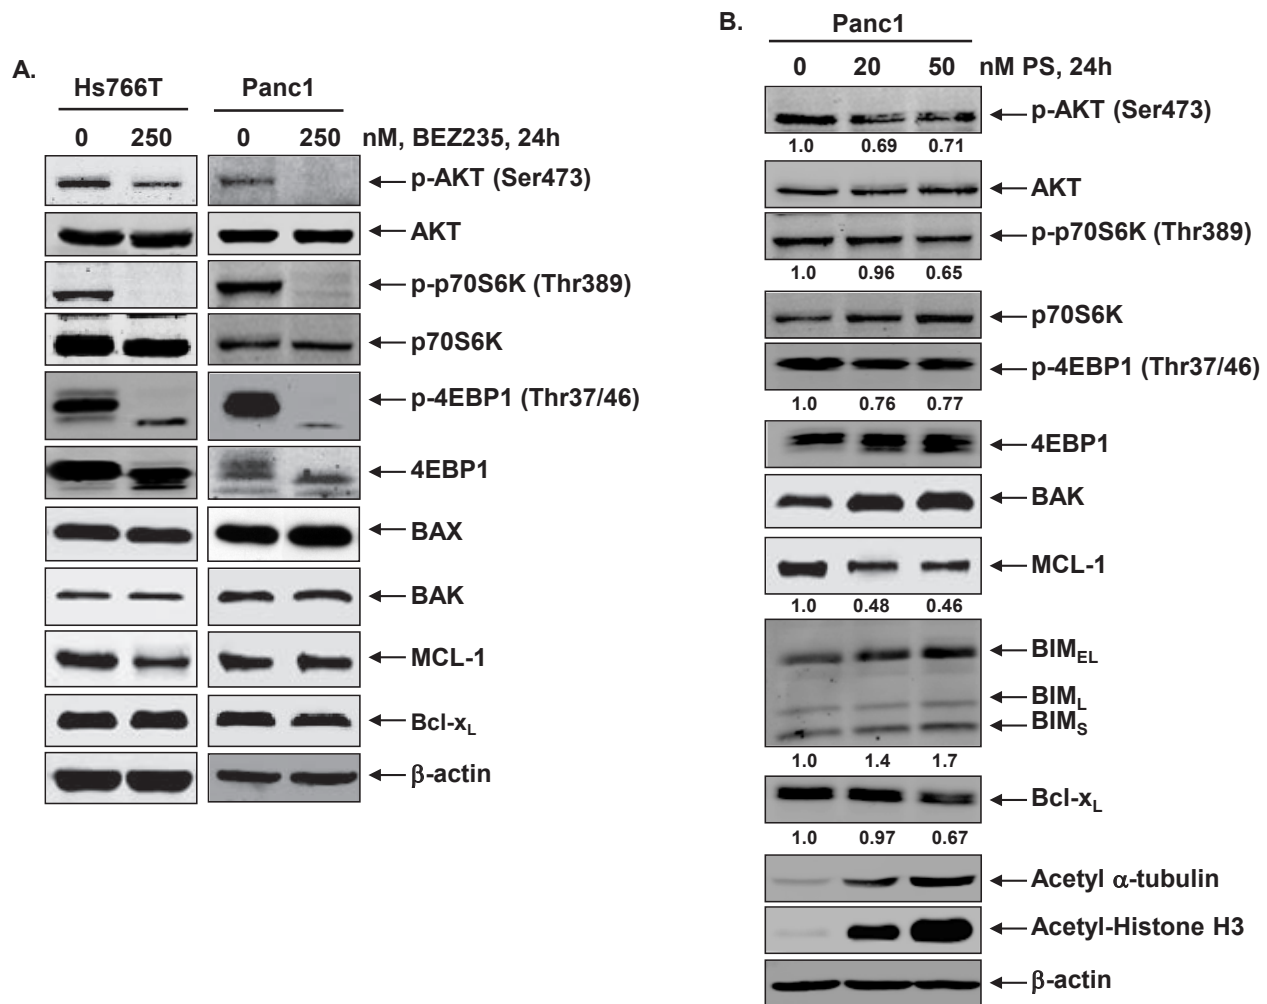 A.
Hs766T Panc1
0 250 0 250 nM, BEZ235, 24h
p-AKT (Ser473)
AKT
p-p70S6K (Thr389)
p70S6K
p-4EBP1 (Thr37/46)
4EBP1
BAX
BAK
MCL-1
Bcl-xL
β-actin
B.
Panc1
0 20 50 nM PS, 24h
p-AKT (Ser473)
1.0 0.69 0.71
AKT
p-p70S6K (Thr389)
1.0 0.96 0.65
p70S6K
p-4EBP1 (Thr37/46)
1.0 0.76 0.77
4EBP1
BAK
MCL-1
1.0 0.48 0.46
BIMEL
BIML
BIMS
1.0 1.4 1.7
Bcl-xL
1.0 0.97 0.67
Acetyl α-tubulin
Acetyl-Histone H3
β-actin